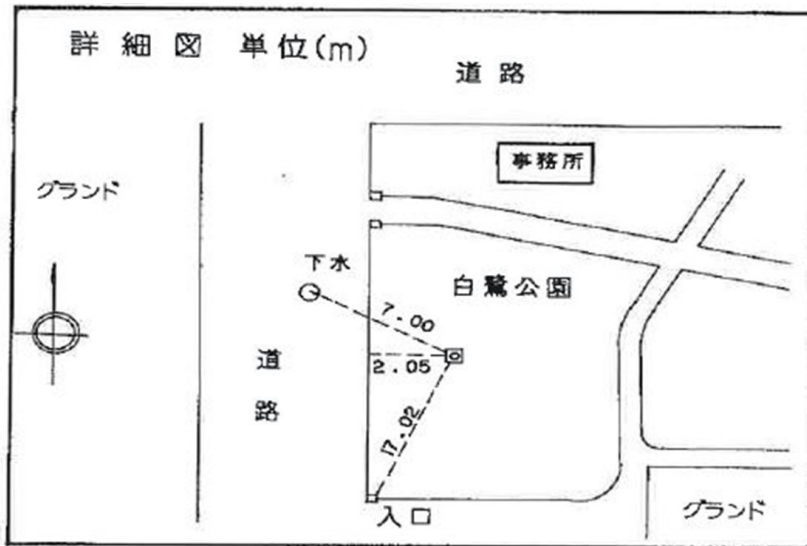 詳細図 単位(m)
道路
事務所
グランド
下水
白鷺公園
7.00
2.05
道路
17.02
入口
グランド